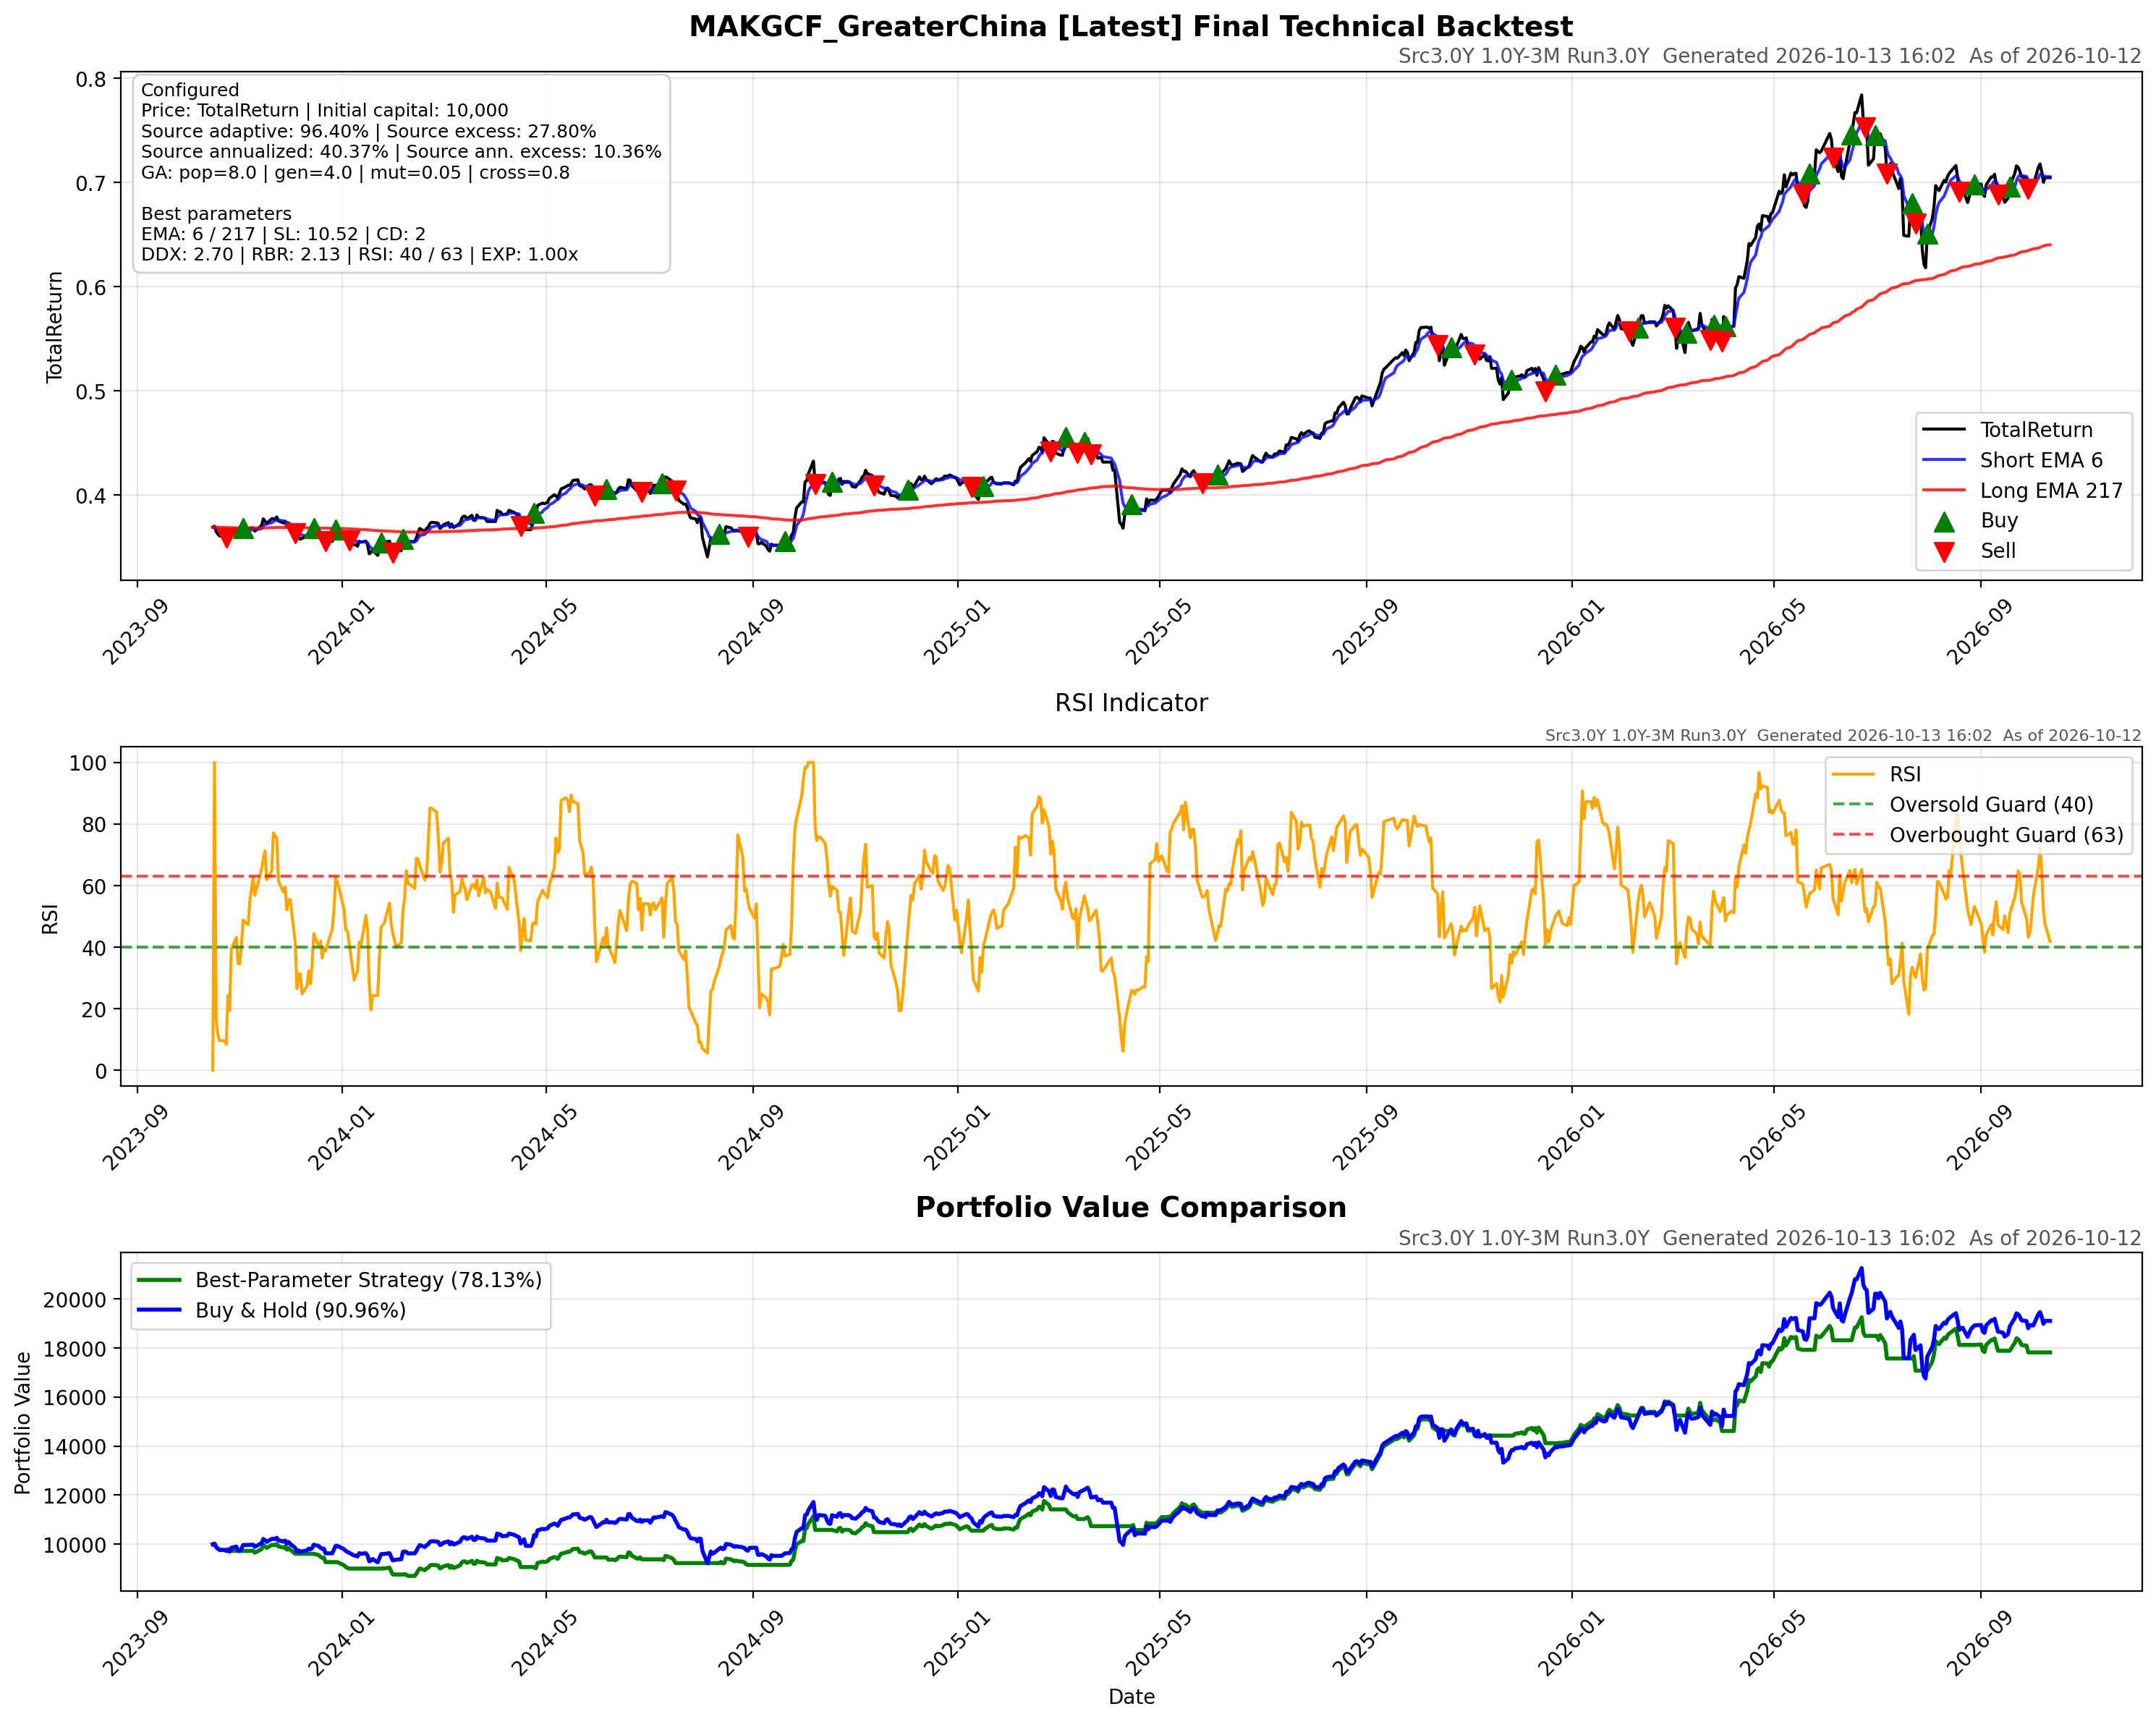 MAKGCF_GreaterChina [Latest] Final Technical Backtest
Src3.0Y 1.0Y-3M Run3.0Y  Generated 2026-10-13 16:02  As of 2026-10-12
Configured
Price: TotalReturn | Initial capital: 10,000
Source adaptive: 96.40% | Source excess: 27.80%
Source annualized: 40.37% | Source ann. excess: 10.36%
GA: pop=8.0 | gen=4.0 | mut=0.05 | cross=0.8
Best parameters
EMA: 6 / 217 | SL: 10.52 | CD: 2
DDX: 2.70 | RBR: 2.13 | RSI: 40 / 63 | EXP: 1.00x
TotalReturn
0.8
0.7
0.6
0.5
0.4
TotalReturn
Short EMA 6
Long EMA 217
Buy
Sell
2023-09
2024-01
2024-05
2024-09
2025-01
2025-05
2025-09
2026-01
2026-05
2026-09
RSI Indicator
Src3.0Y 1.0Y-3M Run3.0Y  Generated 2026-10-13 16:02  As of 2026-10-12
RSI
100
80
60
40
20
0
RSI
Oversold Guard (40)
Overbought Guard (63)
2023-09
2024-01
2024-05
2024-09
2025-01
2025-05
2025-09
2026-01
2026-05
2026-09
Portfolio Value Comparison
Src3.0Y 1.0Y-3M Run3.0Y  Generated 2026-10-13 16:02  As of 2026-10-12
Best-Parameter Strategy (78.13%)
Buy & Hold (90.96%)
Portfolio Value
20000
18000
16000
14000
12000
10000
2023-09
2024-01
2024-05
2024-09
2025-01
2025-05
2025-09
2026-01
2026-05
2026-09
Date